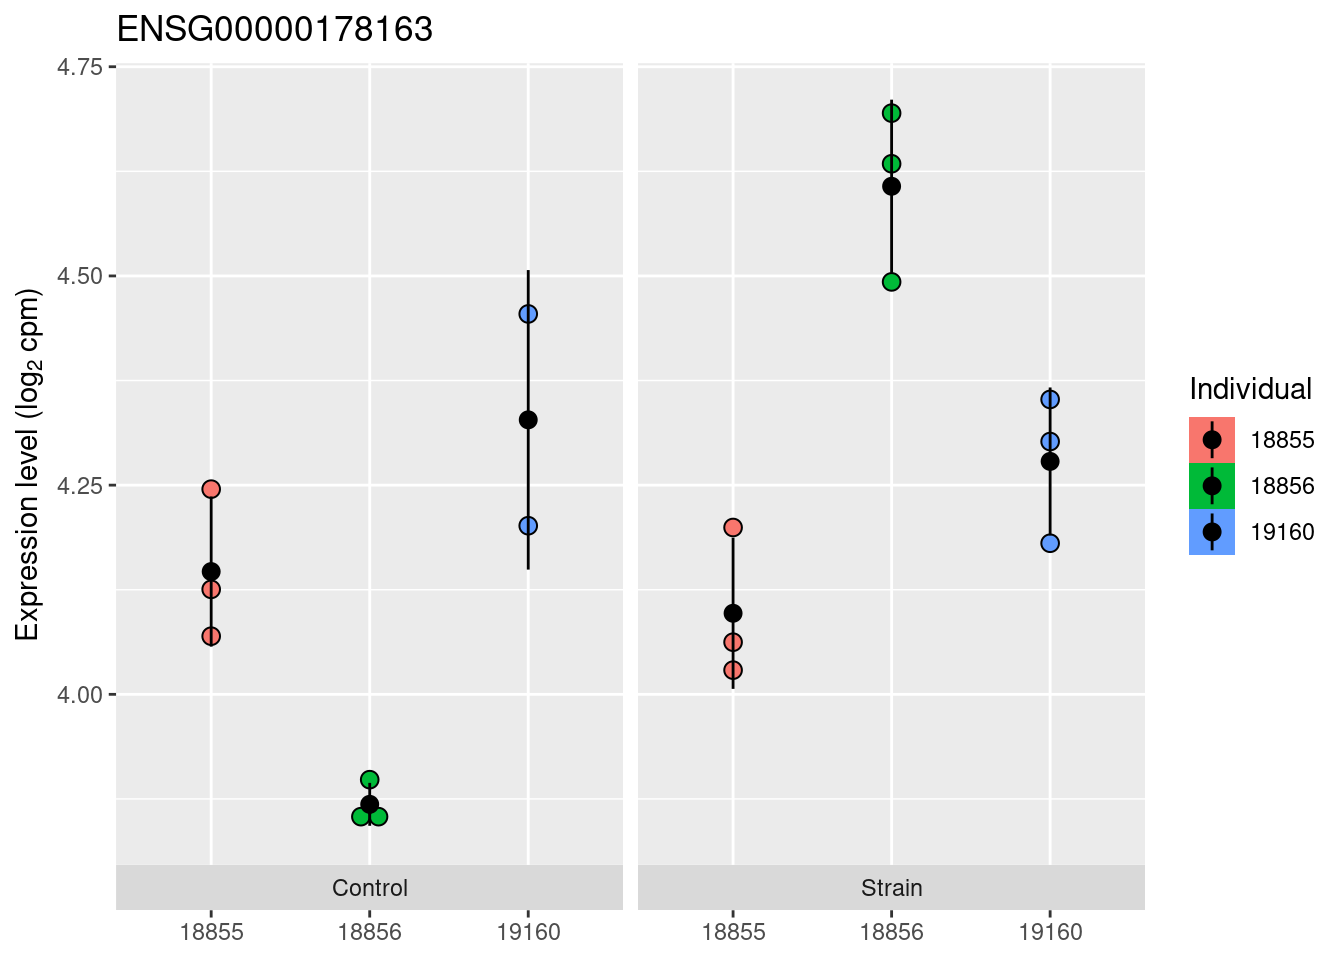 ENSG00000178163
Expression level (log₂ cpm)
4.75
4.50
4.25
4.00
Control
Strain
18855
18856
19160
18855
18856
19160
Individual
18855
18856
19160